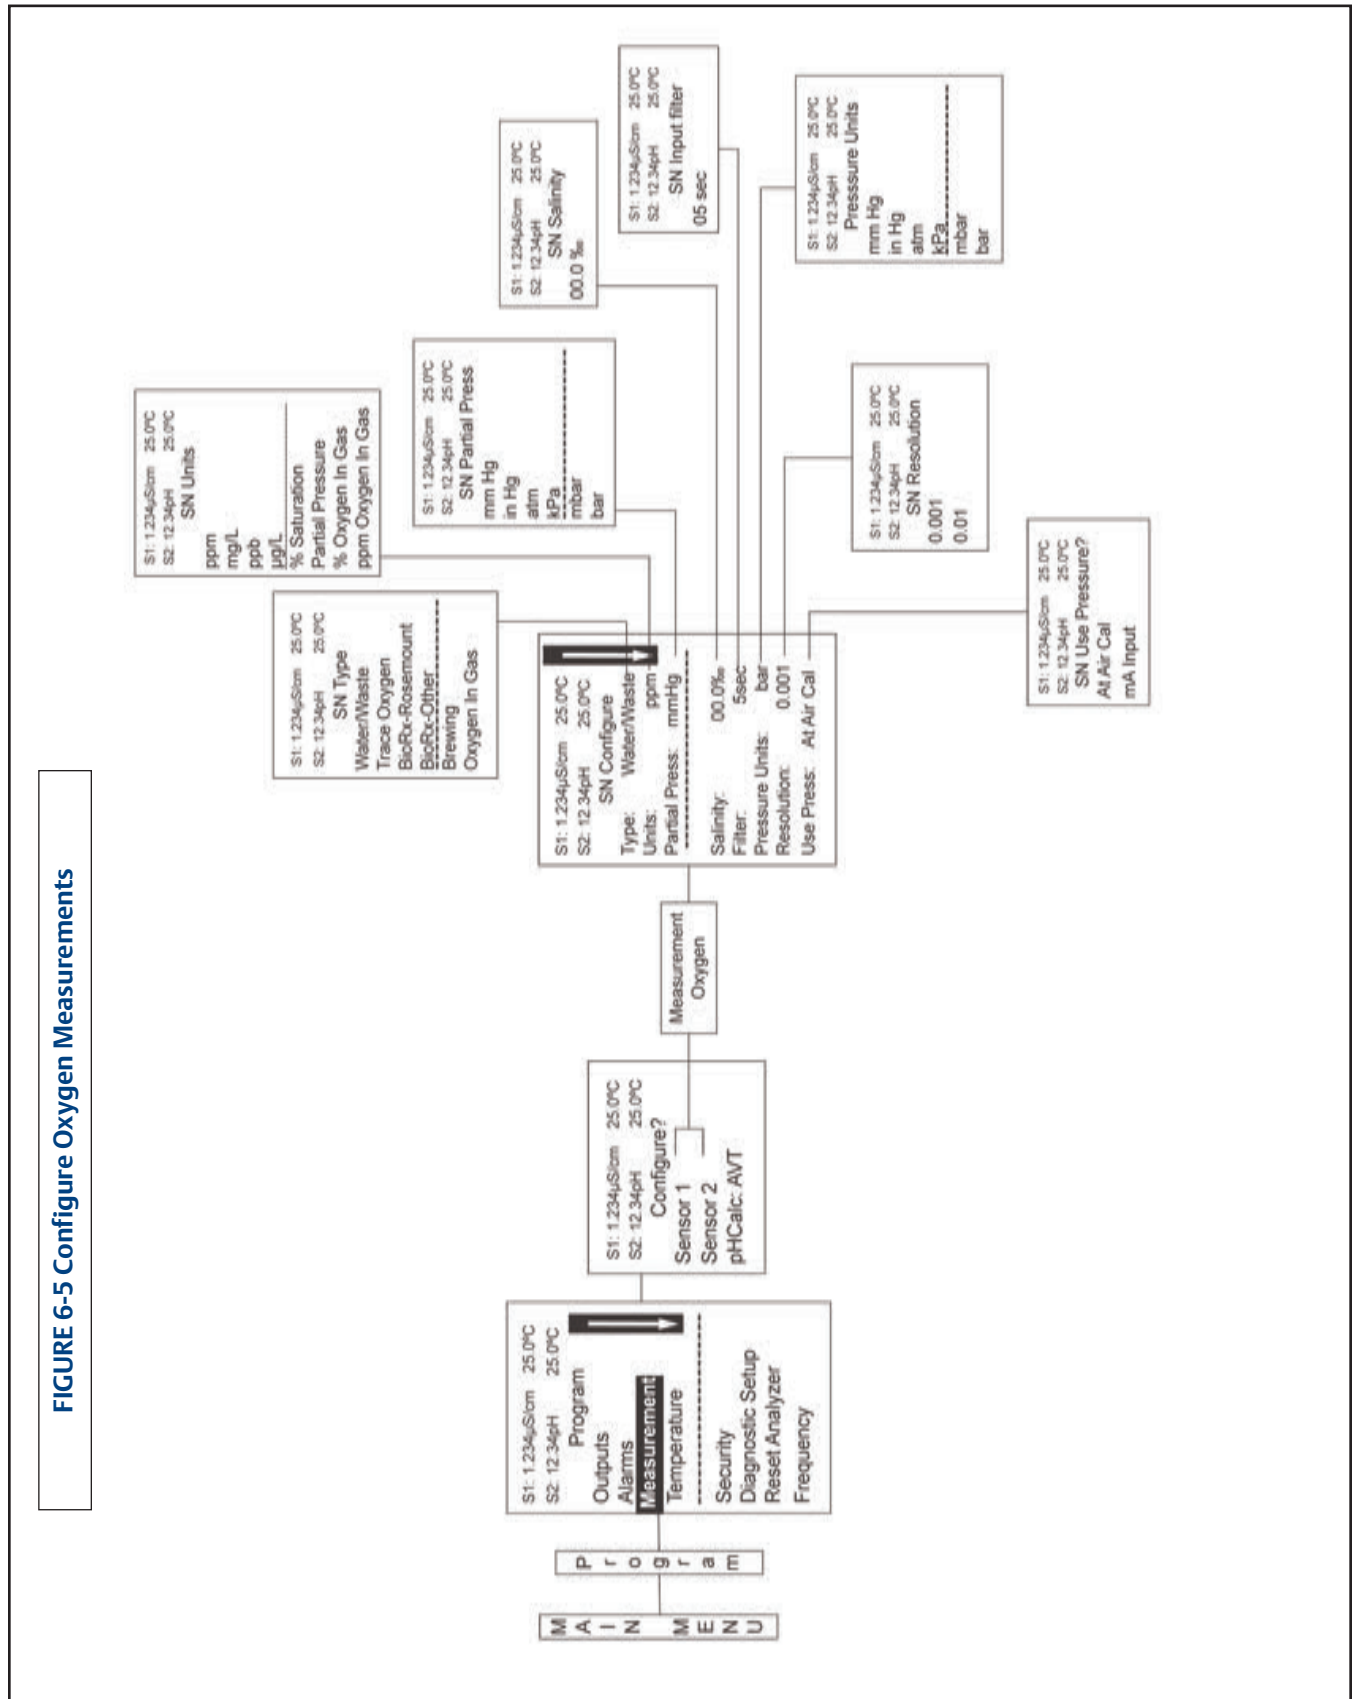 FIGURE 6-5 Configure Oxygen Measurements
MAIN MENU
Program
S1: 1.234µS/cm 25.0ºC
S2: 12.34pH 25.0ºC
Program
Outputs
Alarms
Measurement
Temperature
Security
Diagnostic Setup
Reset Analyzer
Frequency
S1: 1.234µS/cm 25.0ºC
S2: 12.34pH 25.0ºC
Configure?
Sensor 1
Sensor 2
pHCalc: AVT
Measurement
Oxygen
S1: 1.234µS/cm 25.0ºC
S2: 12.34pH 25.0ºC
SN Configure
Type: Water/Waste
Units: ppm
Partial Press: mmHg
Salinity: 00.0‰
Filter: 5sec
Pressure Units: bar
Resolution: 0.001
Use Press: At Air Cal
S1: 1.234µS/cm 25.0ºC
S2: 12.34pH 25.0ºC
SN Type
Water/Waste
Trace Oxygen
BioRx-Rosemount
BioRx-Other
Brewing
Oxygen In Gas
S1: 1.234µS/cm 25.0ºC
S2: 12.34pH 25.0ºC
SN Units
ppm
mg/L
ppb
µg/L
% Saturation
Partial Pressure
% Oxygen In Gas
ppm Oxygen In Gas
S1: 1.234µS/cm 25.0ºC
S2: 12.34pH 25.0ºC
SN Partial Press
mm Hg
in Hg
atm
kPa
mbar
bar
S1: 1.234µS/cm 25.0ºC
S2: 12.34pH 25.0ºC
SN Salinity
00.0 ‰
S1: 1.234µS/cm 25.0ºC
S2: 12.34pH 25.0ºC
SN Input filter
05 sec
S1: 1.234µS/cm 25.0ºC
S2: 12.34pH 25.0ºC
Presssure Units
mm Hg
in Hg
atm
kPa
mbar
bar
S1: 1.234µS/cm 25.0ºC
S2: 12.34pH 25.0ºC
SN Resolution
0.001
0.01
S1: 1.234µS/cm 25.0ºC
S2: 12.34pH 25.0ºC
SN Use Pressure?
At Air Cal
mA Input